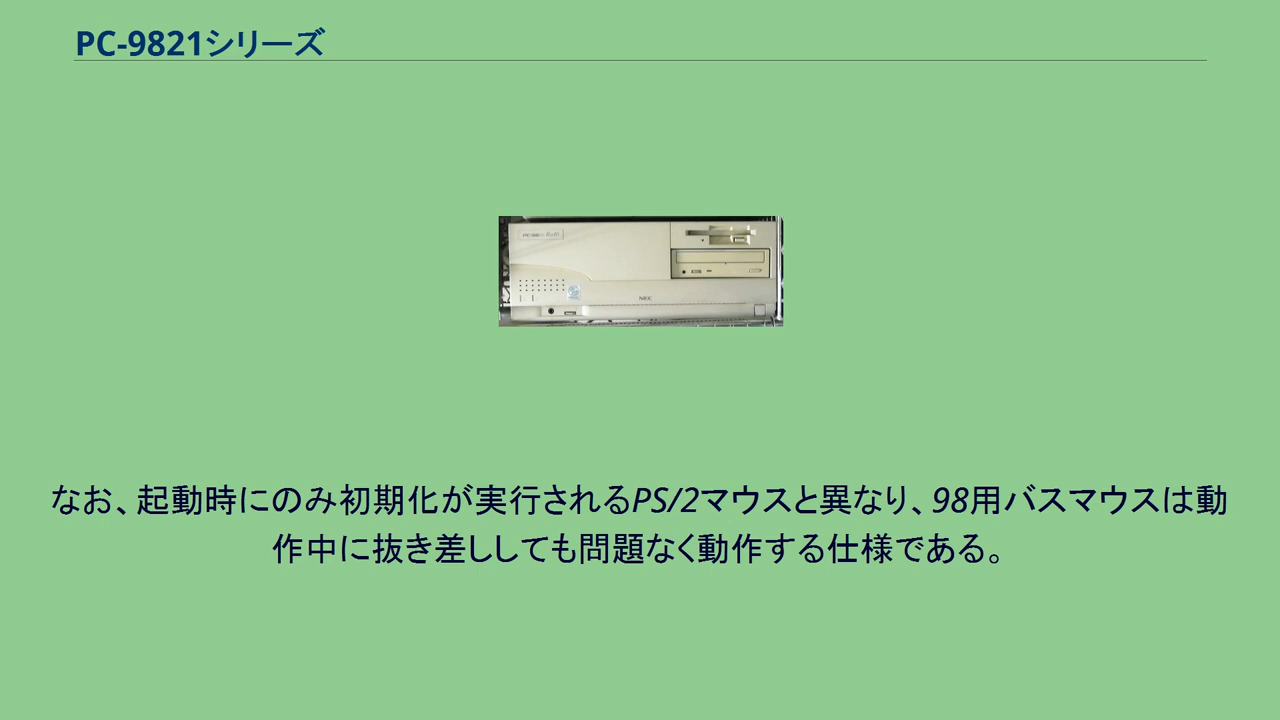 PC-9821シリーズ
NEC
なお、起動時にのみ初期化が実行されるPS/2マウスと異なり、98用バスマウスは動
作中に抜き差ししても問題なく動作する仕様である。